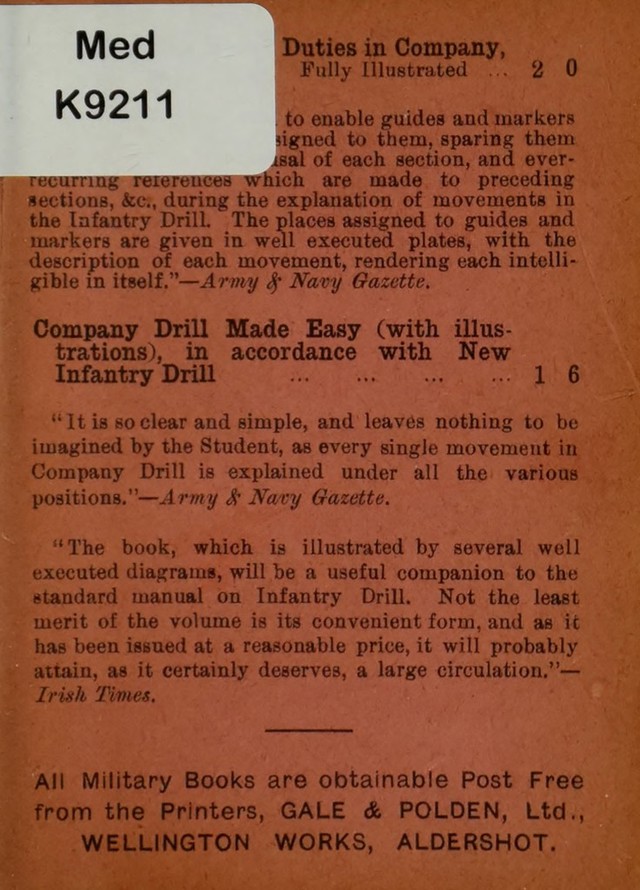 Med
K9211
Duties in Company,
Fully Illustrated ... 2 0
to enable guides and markers
signed to them, sparing them
sal of each section, and ever-
recurring references which are made to preceding
sections, &c., during the explanation of movements in
the Infantry Drill. The places assigned to guides and
markers are given in well executed plates, with the
description of each movement, rendering each intelli-
gible in itself."—Army & Navy Gazette.
Company Drill Made Easy (with illus-
trations), in accordance with New
Infantry Drill ... ... ... ... 1 6
"It is so clear and simple, and leaves nothing to be
imagined by the Student, as every single movement in
Company Drill is explained under all the various
positions."—Army & Navy Gazette.
"The book, which is illustrated by several well
executed diagrams, will be a useful companion to the
standard manual on Infantry Drill. Not the least
merit of the volume is its convenient form, and as it
has been issued at a reasonable price, it will probably
attain, as it certainly deserves, a large circulation."—
Irish Times.
All Military Books are obtainable Post Free
from the Printers, GALE & POLDEN, Ltd.,
WELLINGTON WORKS, ALDERSHOT.